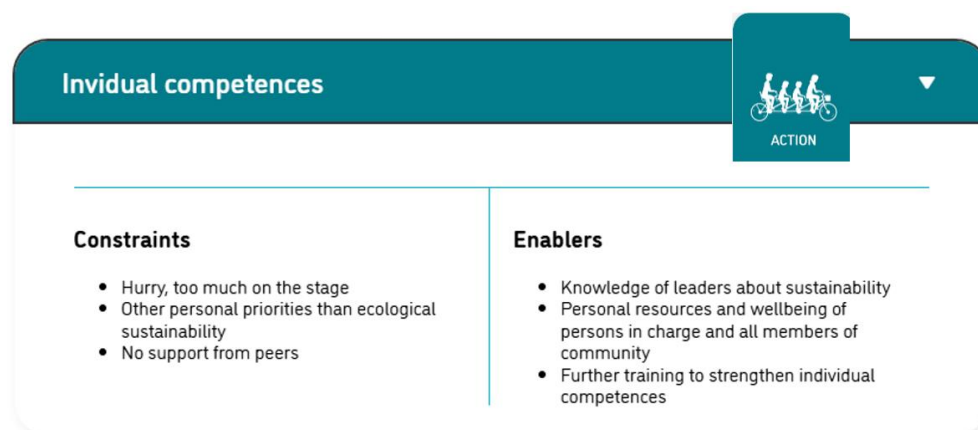 Invidual competences
ACTION
Constraints
Hurry, too much on the stage
Other personal priorities than ecological
sustainability
No support from peers
Enablers
Knowledge of leaders about sustainability
Personal resources and wellbeing of
persons in charge and all members of
community
Further training to strengthen individual
competences